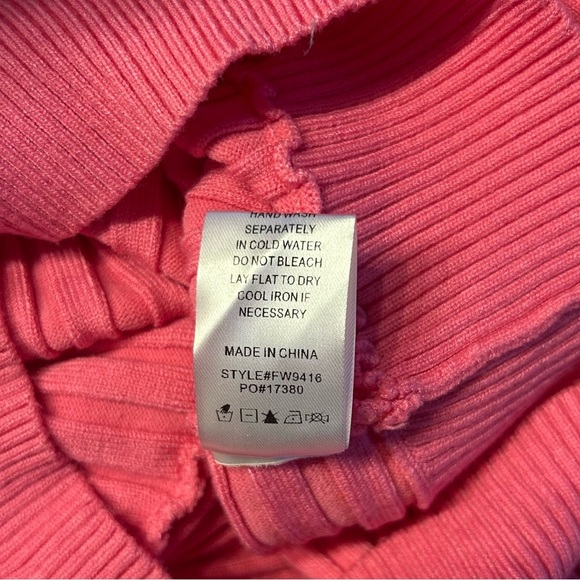 HAND WASH
SEPARATELY
IN COLD WATER
DO NOT BLEACH
LAY FLAT TO DRY
COOL IRON IF
NECESSARY
MADE IN CHINA
STYLE#FW9416
PO#17380